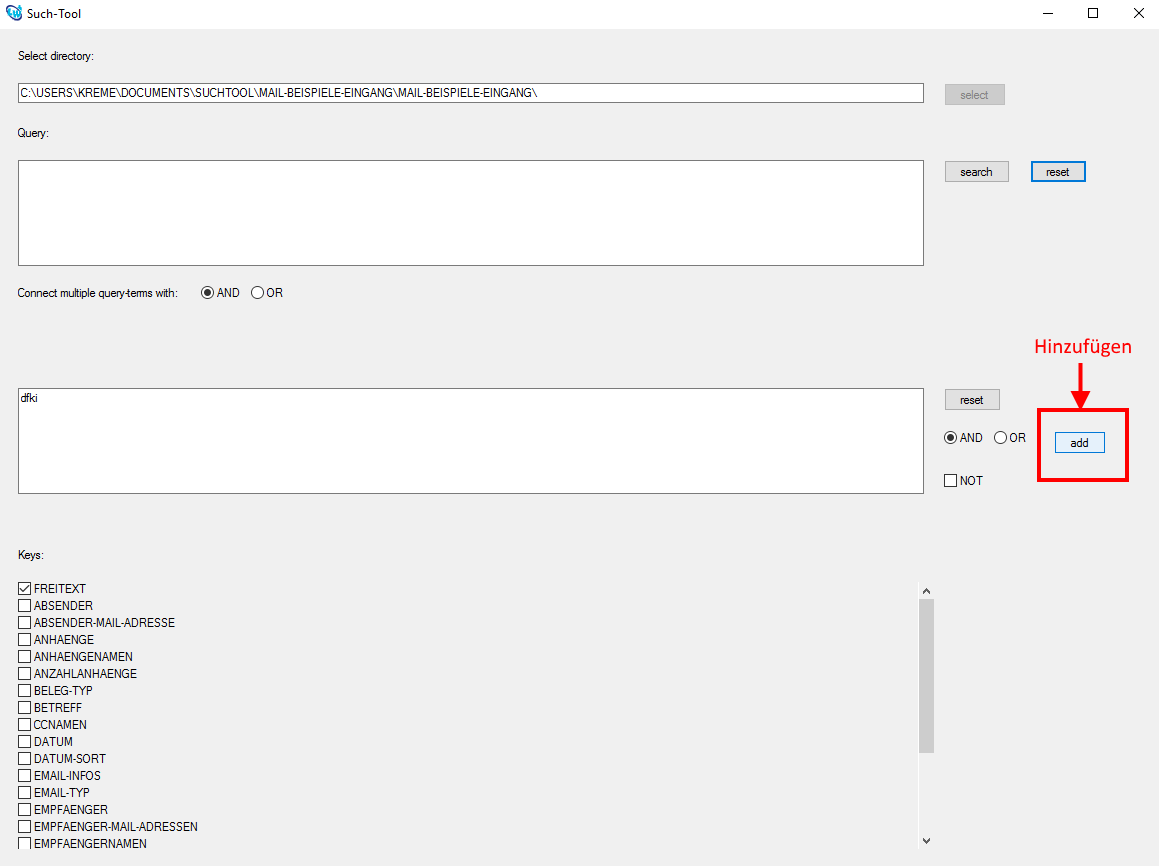 Such-Tool
Select directory:
C:\USERS\KREME\DOCUMENTS\SUCHTOOL\MAIL-BEISPIELE-EINGANG\MAIL-BEISPIELE-EINGANG\
select
Query:
search
reset
Connect multiple query-terms with:
AND
OR
Hinzufügen
dfki
reset
AND
OR
add
NOT
Keys:
FREITEXT
ABSENDER
ABSENDER-MAIL-ADRESSE
ANHAENGE
ANHAENGENAMEN
ANZAHLANHAENGE
BELEG-TYP
BETREFF
CCNAMEN
DATUM
DATUM-SORT
EMAIL-INFOS
EMAIL-TYP
EMPFAENGER
EMPFAENGER-MAIL-ADRESSEN
EMPFAENGERNAMEN